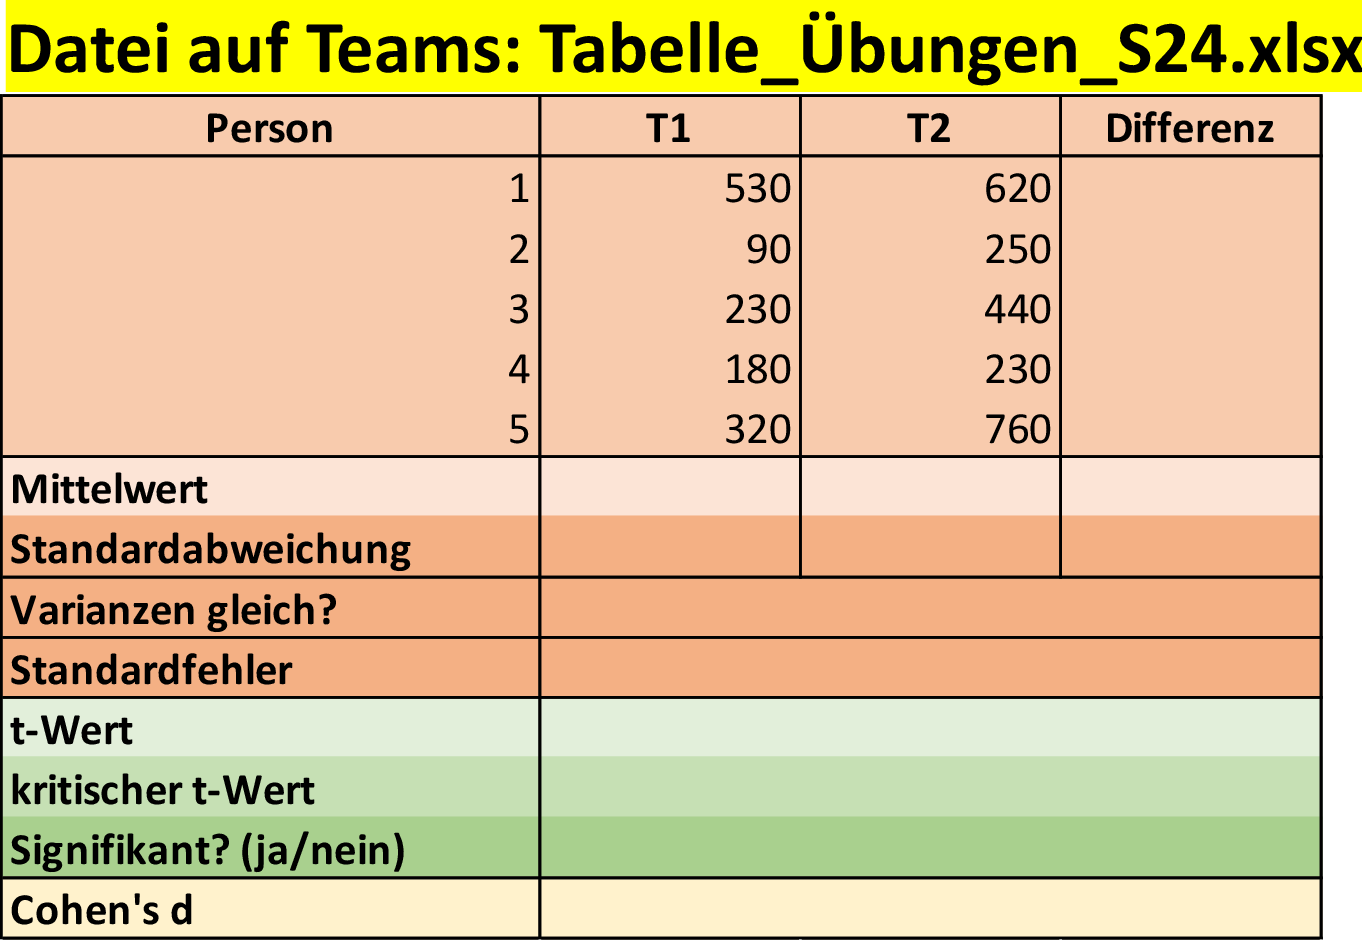 Datei auf Teams: Tabelle_Übungen_S24.xlsx
Person T1 T2 Differenz
1 530 620
2 90 250
3 230 440
4 180 230
5 320 760
Mittelwert
Standardabweichung
Varianzen gleich?
Standardfehler
t-Wert
kritischer t-Wert
Signifikant? (ja/nein)
Cohen's d